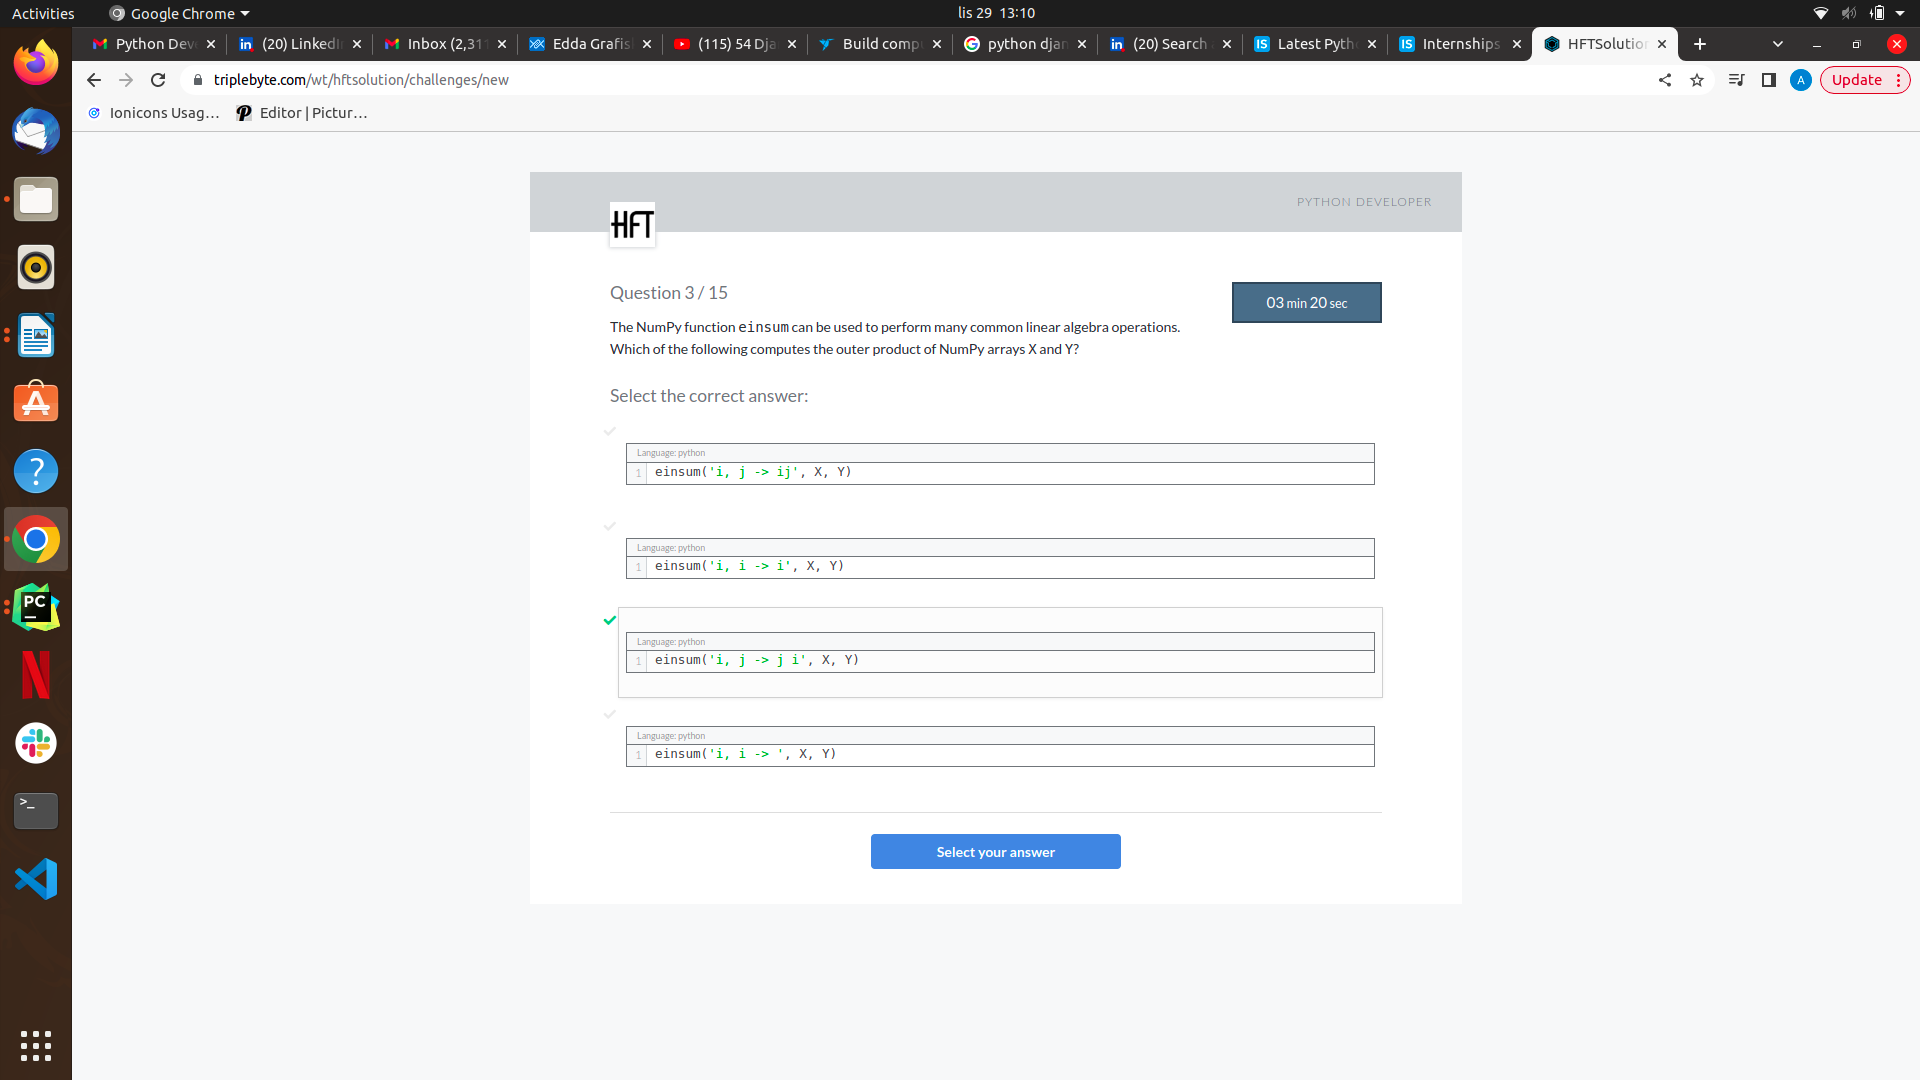 Activities
Google Chrome
lis 29 13:10
Python Dev
(20) LinkedI
Inbox (2,311
Edda Grafis
(115) 54 Dja
Build comp
python djan
(20) Search
Latest Pyth
Internships
HFTSolution
triplebyte.com/wt/hftsolution/challenges/new
A
Update
Ionicons Usag…
Editor | Pictur…
PYTHON DEVELOPER
HFT
Question 3 / 15
03 min 20 sec
The NumPy function einsum can be used to perform many common linear algebra operations.
Which of the following computes the outer product of NumPy arrays X and Y?
Select the correct answer:
Language: python
1 einsum('i, j -> ij', X, Y)
Language: python
1 einsum('i, i -> i', X, Y)
Language: python
1 einsum('i, j -> j i', X, Y)
Language: python
1 einsum('i, i -> ', X, Y)
Select your answer